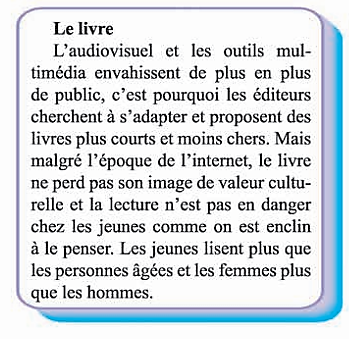 Le livre
L'audiovisuel et les outils mul-
timédia envahissent de plus en plus
de public, c'est pourquoi les éditeurs
cherchent à s'adapter et proposent des
livres plus courts et moins chers. Mais
malgré l'époque de l'internet, le livre
ne perd pas son image de valeur cultu-
relle et la lecture n'est pas en danger
chez les jeunes comme on est enclin
à le penser. Les jeunes lisent plus que
les personnes âgées et les femmes plus
que les hommes.